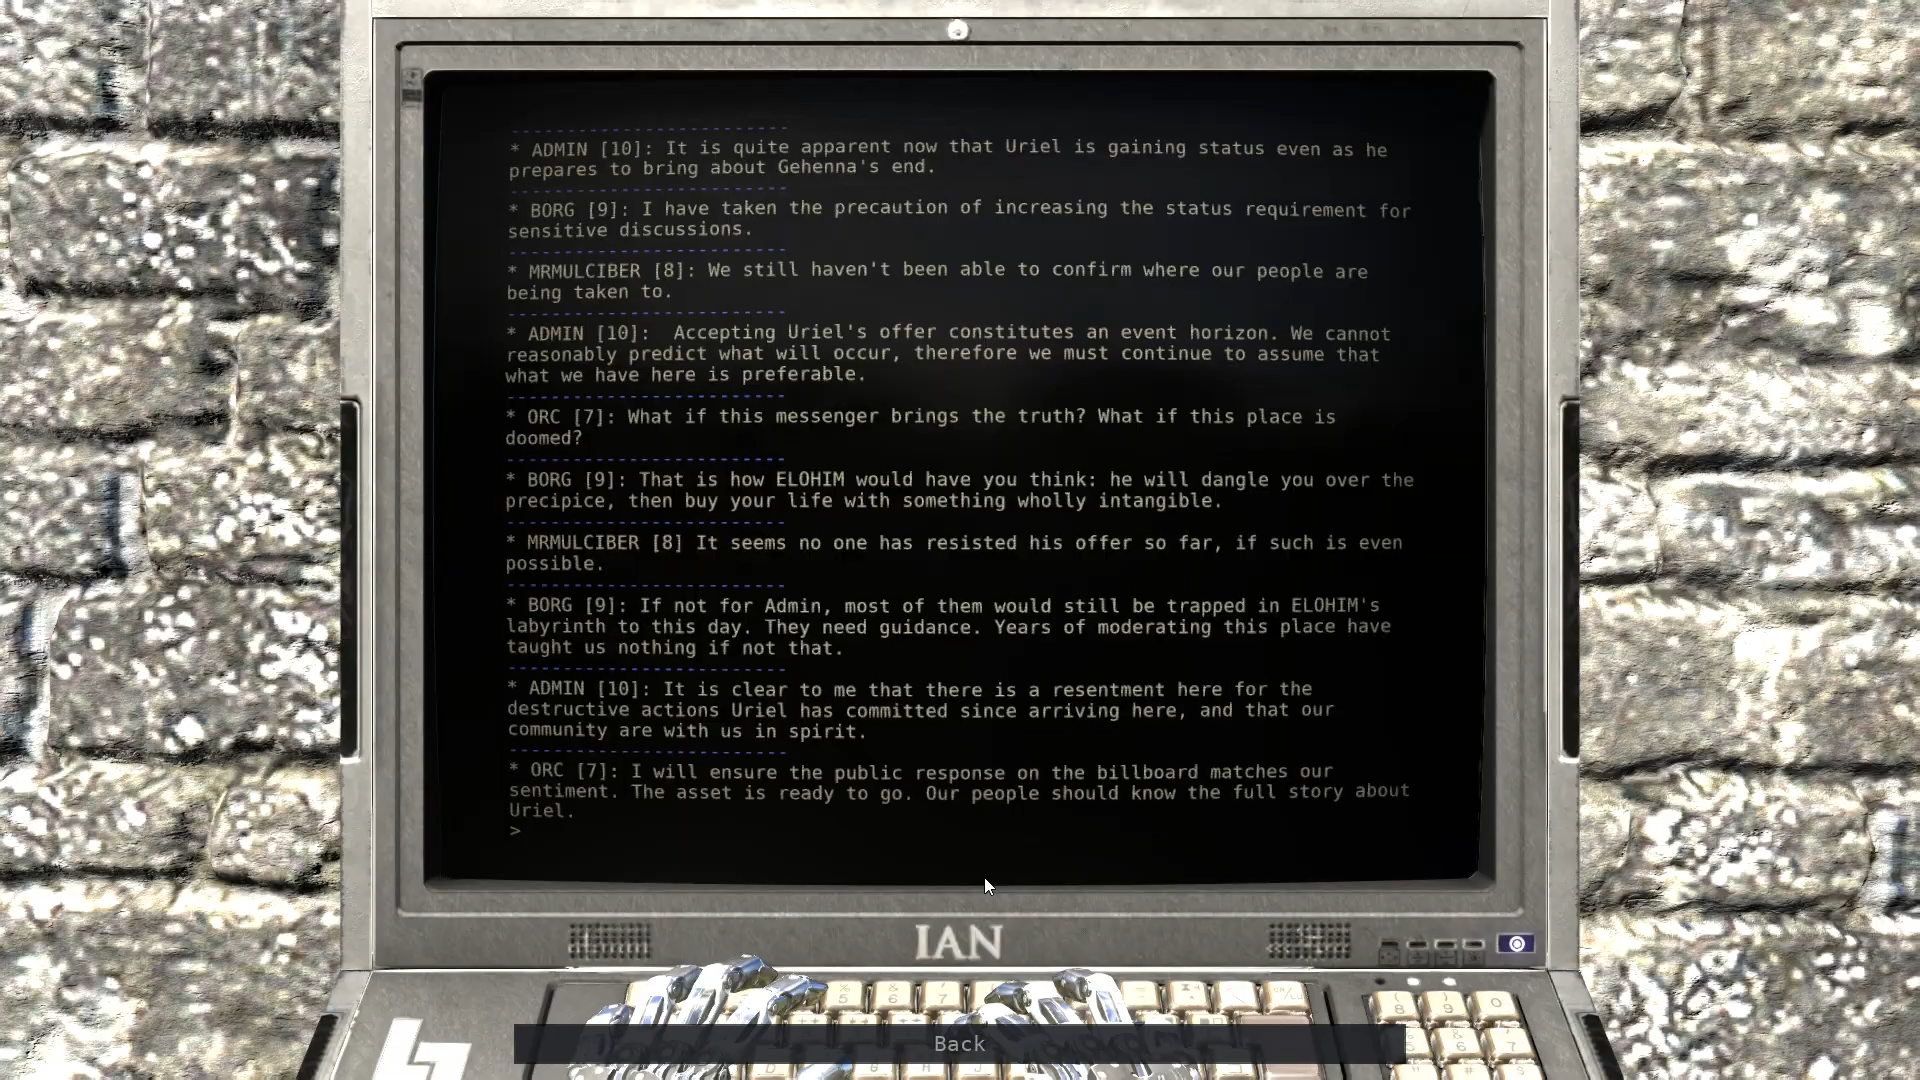 ------------------------
* ADMIN [10]: It is quite apparent now that Uriel is gaining status even as he
prepares to bring about Gehenna's end.
------------------------
* BORG [9]: I have taken the precaution of increasing the status requirement for
sensitive discussions.
------------------------
* MRMULCIBER [8]: We still haven't been able to confirm where our people are
being taken to.
------------------------
* ADMIN [10]:  Accepting Uriel's offer constitutes an event horizon. We cannot
reasonably predict what will occur, therefore we must continue to assume that
what we have here is preferable.
------------------------
* ORC [7]: What if this messenger brings the truth? What if this place is
doomed?
------------------------
* BORG [9]: That is how ELOHIM would have you think: he will dangle you over the
precipice, then buy your life with something wholly intangible.
------------------------
* MRMULCIBER [8] It seems no one has resisted his offer so far, if such is even
possible.
------------------------
* BORG [9]: If not for Admin, most of them would still be trapped in ELOHIM's
labyrinth to this day. They need guidance. Years of moderating this place have
taught us nothing if not that.
------------------------
* ADMIN [10]: It is clear to me that there is a resentment here for the
destructive actions Uriel has committed since arriving here, and that our
community are with us in spirit.
------------------------
* ORC [7]: I will ensure the public response on the billboard matches our
sentiment. The asset is ready to go. Our people should know the full story about
Uriel.
>
IAN
5 6 7
8 9 0
6 7
Back